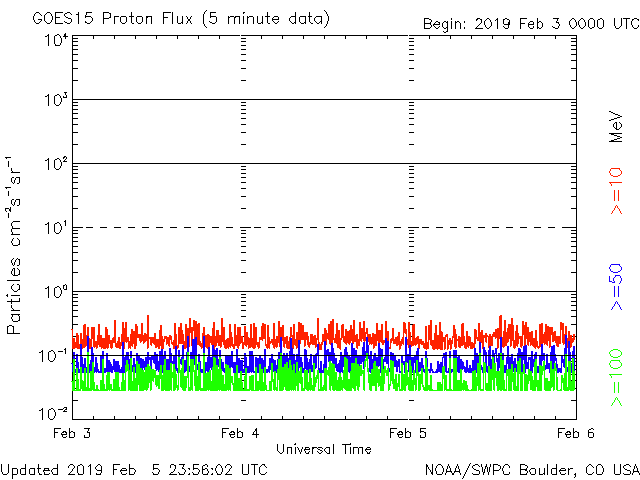 GOES15 Proton Flux (5 minute data)
Begin: 2019 Feb 3 0000 UTC
10⁴
10³
10²
10¹
10⁰
10⁻¹
10⁻²
Particles cm⁻²s⁻¹sr⁻¹
MeV
>=10
>=50
>=100
Feb 3
Feb 4
Feb 5
Feb 6
Universal Time
Updated 2019 Feb 5 23:56:02 UTC
NOAA/SWPC Boulder, CO USA